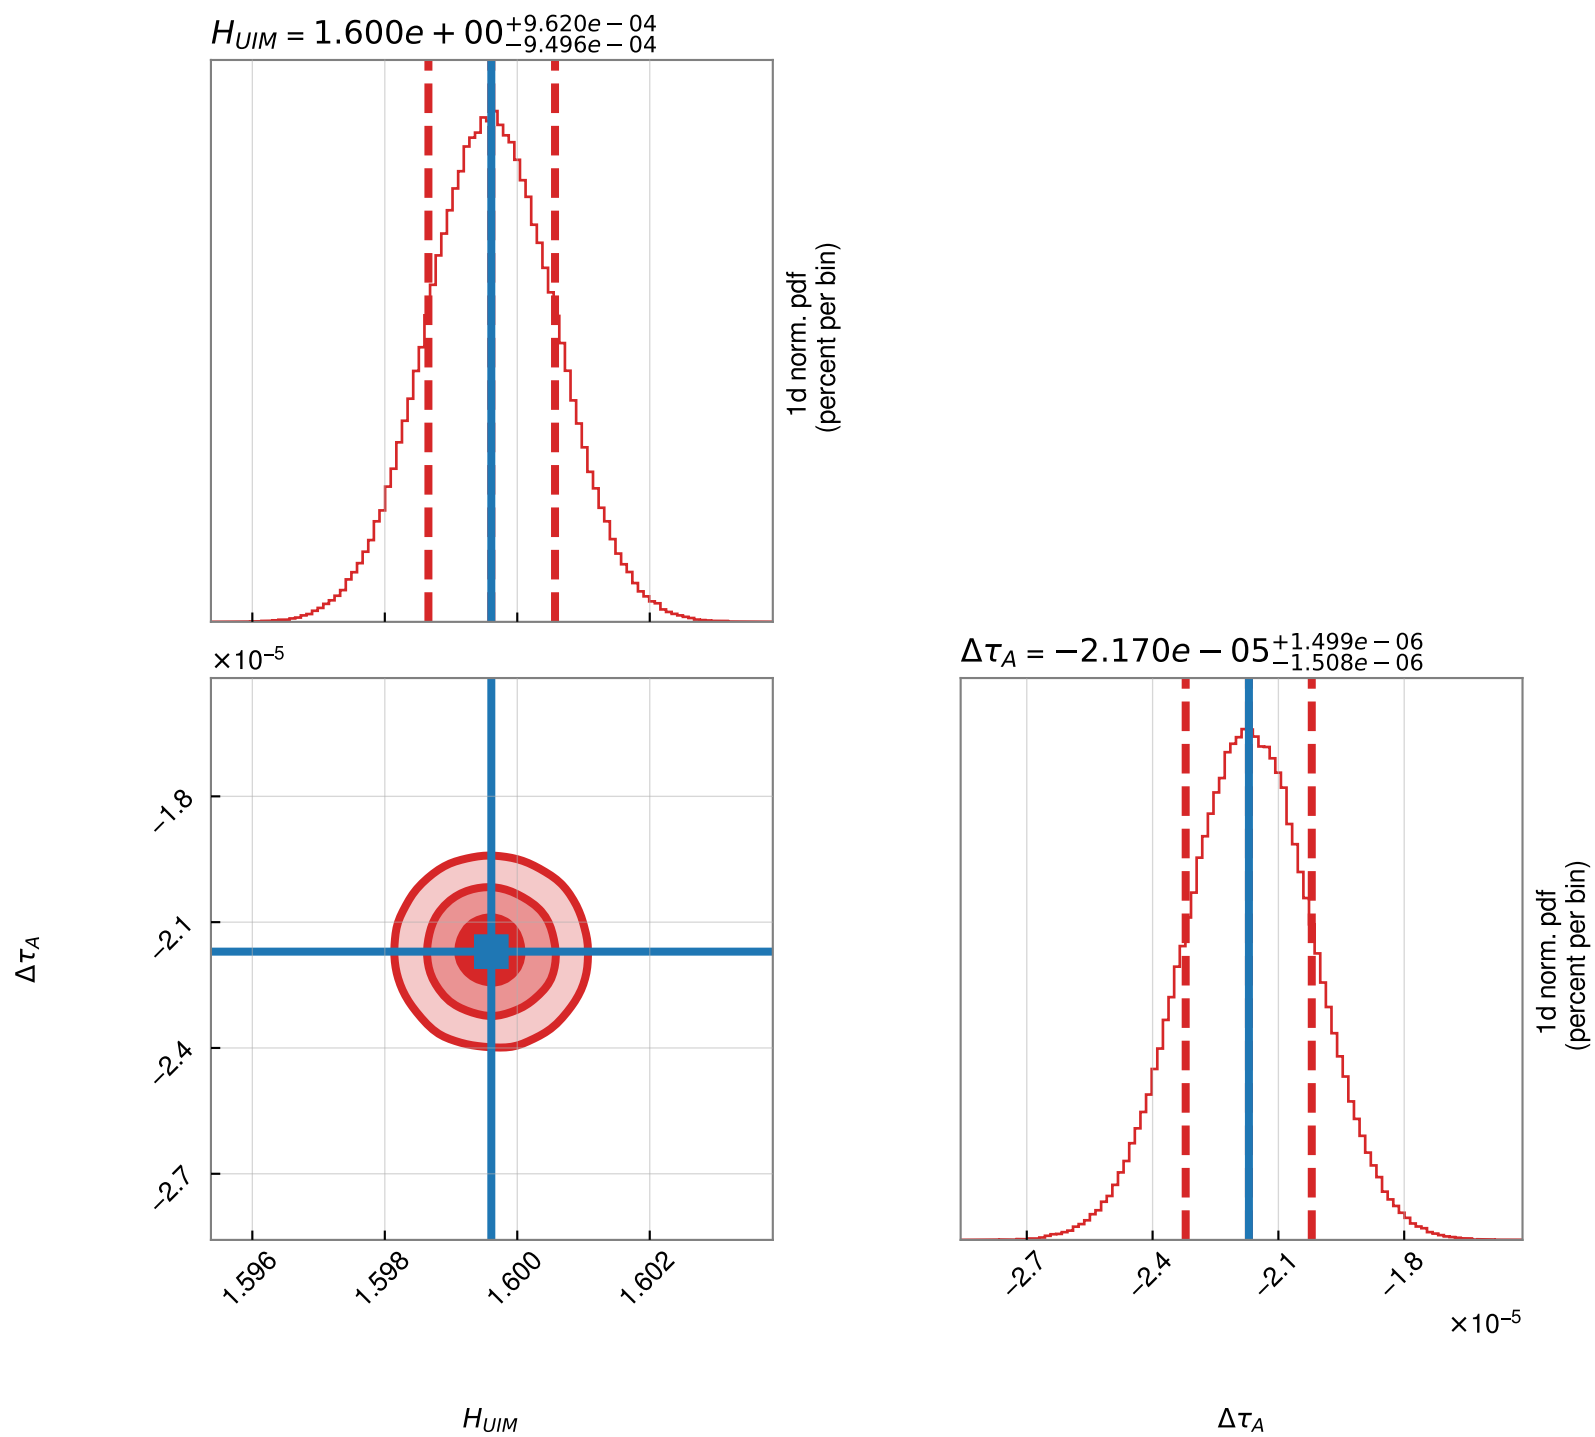 H_UIM = 1.600e + 00 +9.620e − 04 −9.496e − 04
1d norm. pdf
(percent per bin)
×10⁻⁵
Δτ_A = −2.170e − 05 +1.499e − 06 −1.508e − 06
−1.8
−2.1
−2.4
−2.7
Δτ_A
1d norm. pdf
(percent per bin)
1.596
1.598
1.600
1.602
−2.7
−2.4
−2.1
−1.8
×10⁻⁵
H_UIM
Δτ_A